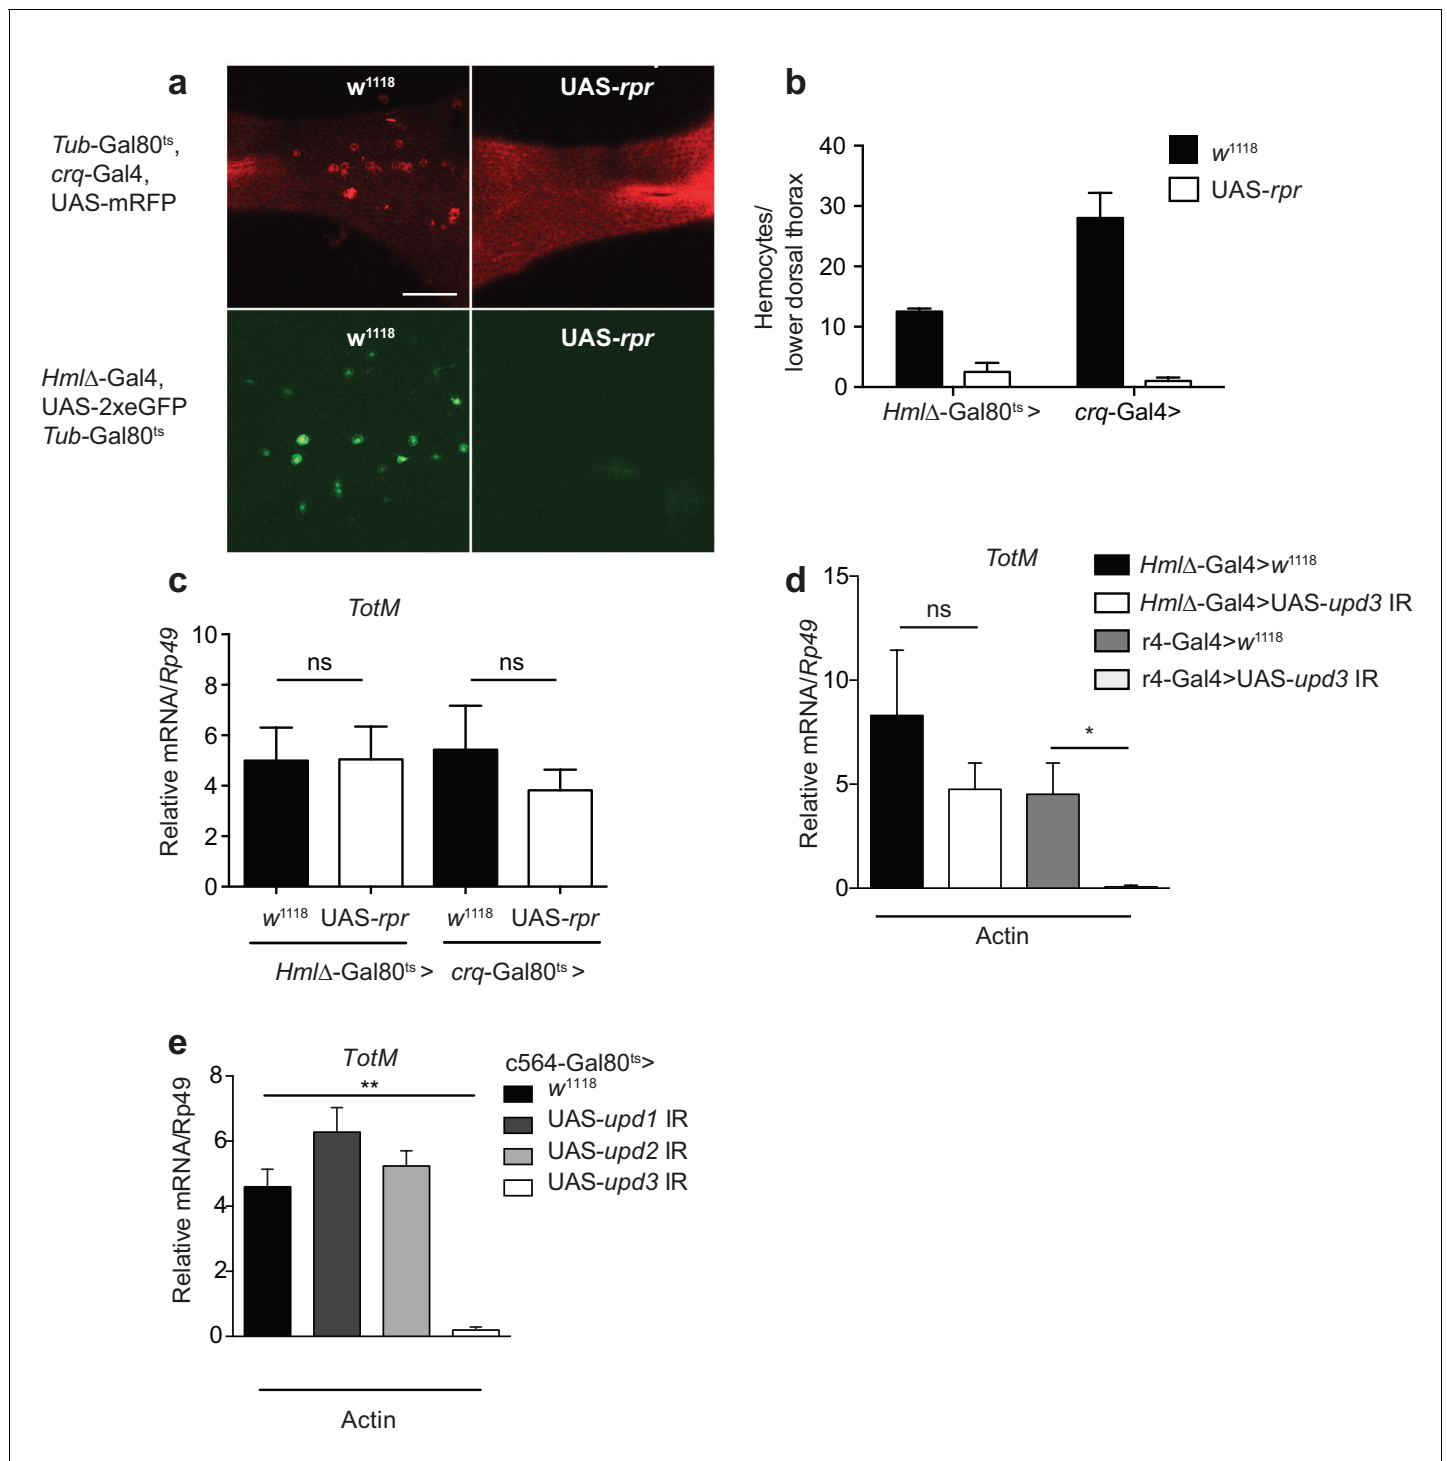 a
w1118
UAS-rpr
Tub-Gal80ts,
crq-Gal4,
UAS-mRFP
w1118
UAS-rpr
HmlΔ-Gal4,
UAS-2xeGFP
Tub-Gal80ts
b
w1118
UAS-rpr
Hemocytes/
lower dorsal thorax
40
30
20
10
0
HmlΔ-Gal80ts >
crq-Gal4>
c
TotM
Relative mRNA/Rp49
10
8
6
4
2
0
ns
ns
w1118 UAS-rpr
w1118 UAS-rpr
HmlΔ-Gal80ts >
crq-Gal80ts >
d
TotM
HmlΔ-Gal4>w1118
HmlΔ-Gal4>UAS-upd3 IR
r4-Gal4>w1118
r4-Gal4>UAS-upd3 IR
Relative mRNA/Rp49
15
10
5
0
ns
*
Actin
e
TotM
c564-Gal80ts>
w1118
UAS-upd1 IR
UAS-upd2 IR
UAS-upd3 IR
Relative mRNA/Rp49
8
6
4
2
0
**
Actin